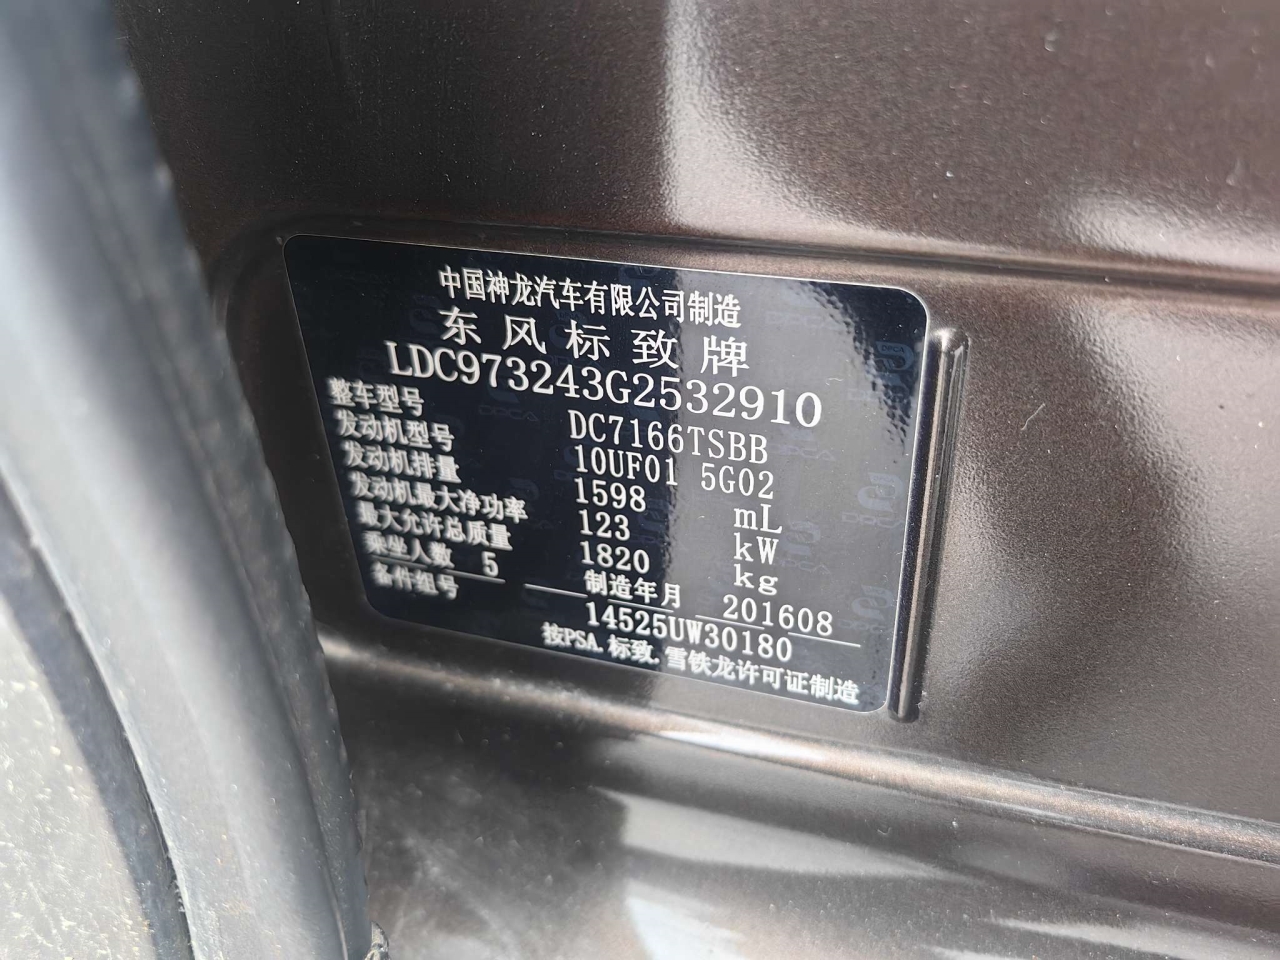 中国神龙汽车有限公司制造
东风标致牌
LDC973243G2532910
整车型号 DC7166TSBB
发动机型号 10UF01 5G02
发动机排量 1598 mL
发动机最大净功率 123 kW
最大允许总质量 1820 kg
乘坐人数 5 制造年月 201608
备件组号 14525UW30180
按PSA.标致.雪铁龙许可证制造